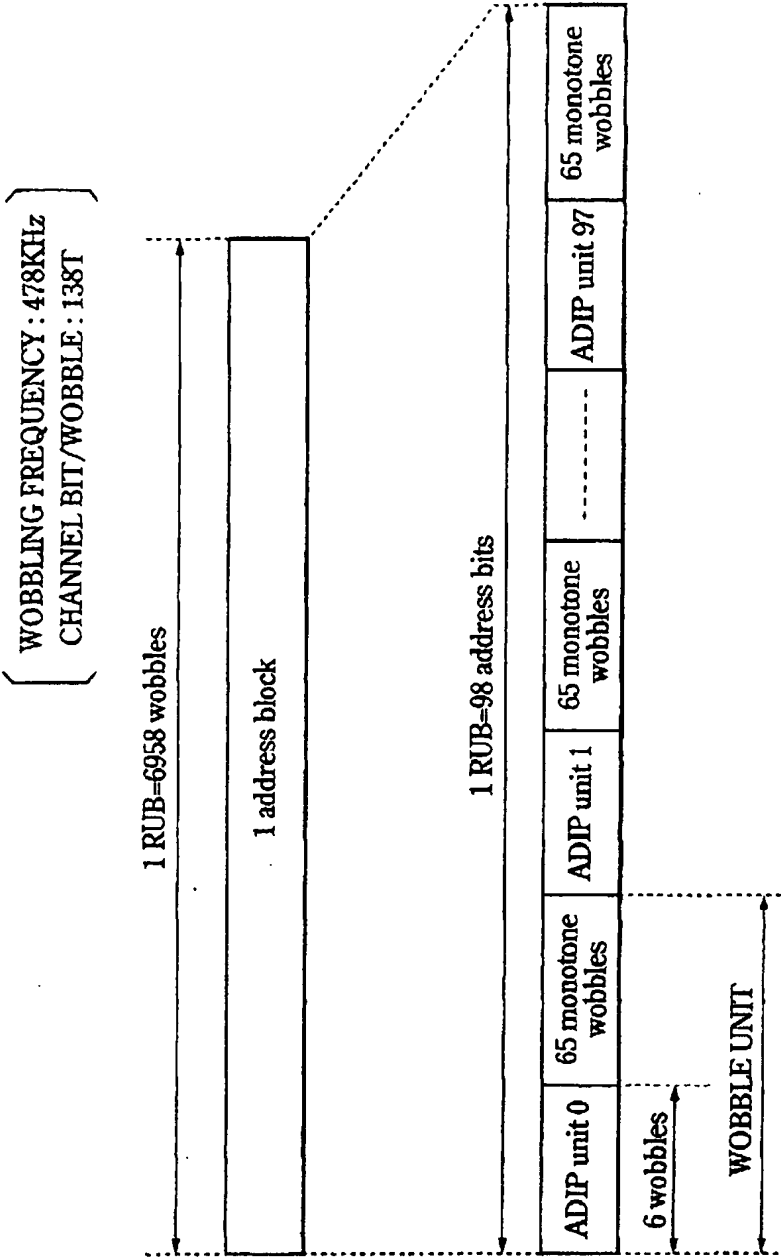 WOBBLING FREQUENCY : 478KHz
CHANNEL BIT/WOBBLE : 138T
1 RUB=6958 wobbles
1 address block
1 RUB=98 address bits
ADIP unit 0
65 monotone
wobbles
ADIP unit 1
65 monotone
wobbles
ADIP unit 97
65 monotone
wobbles
6 wobbles
WOBBLE UNIT